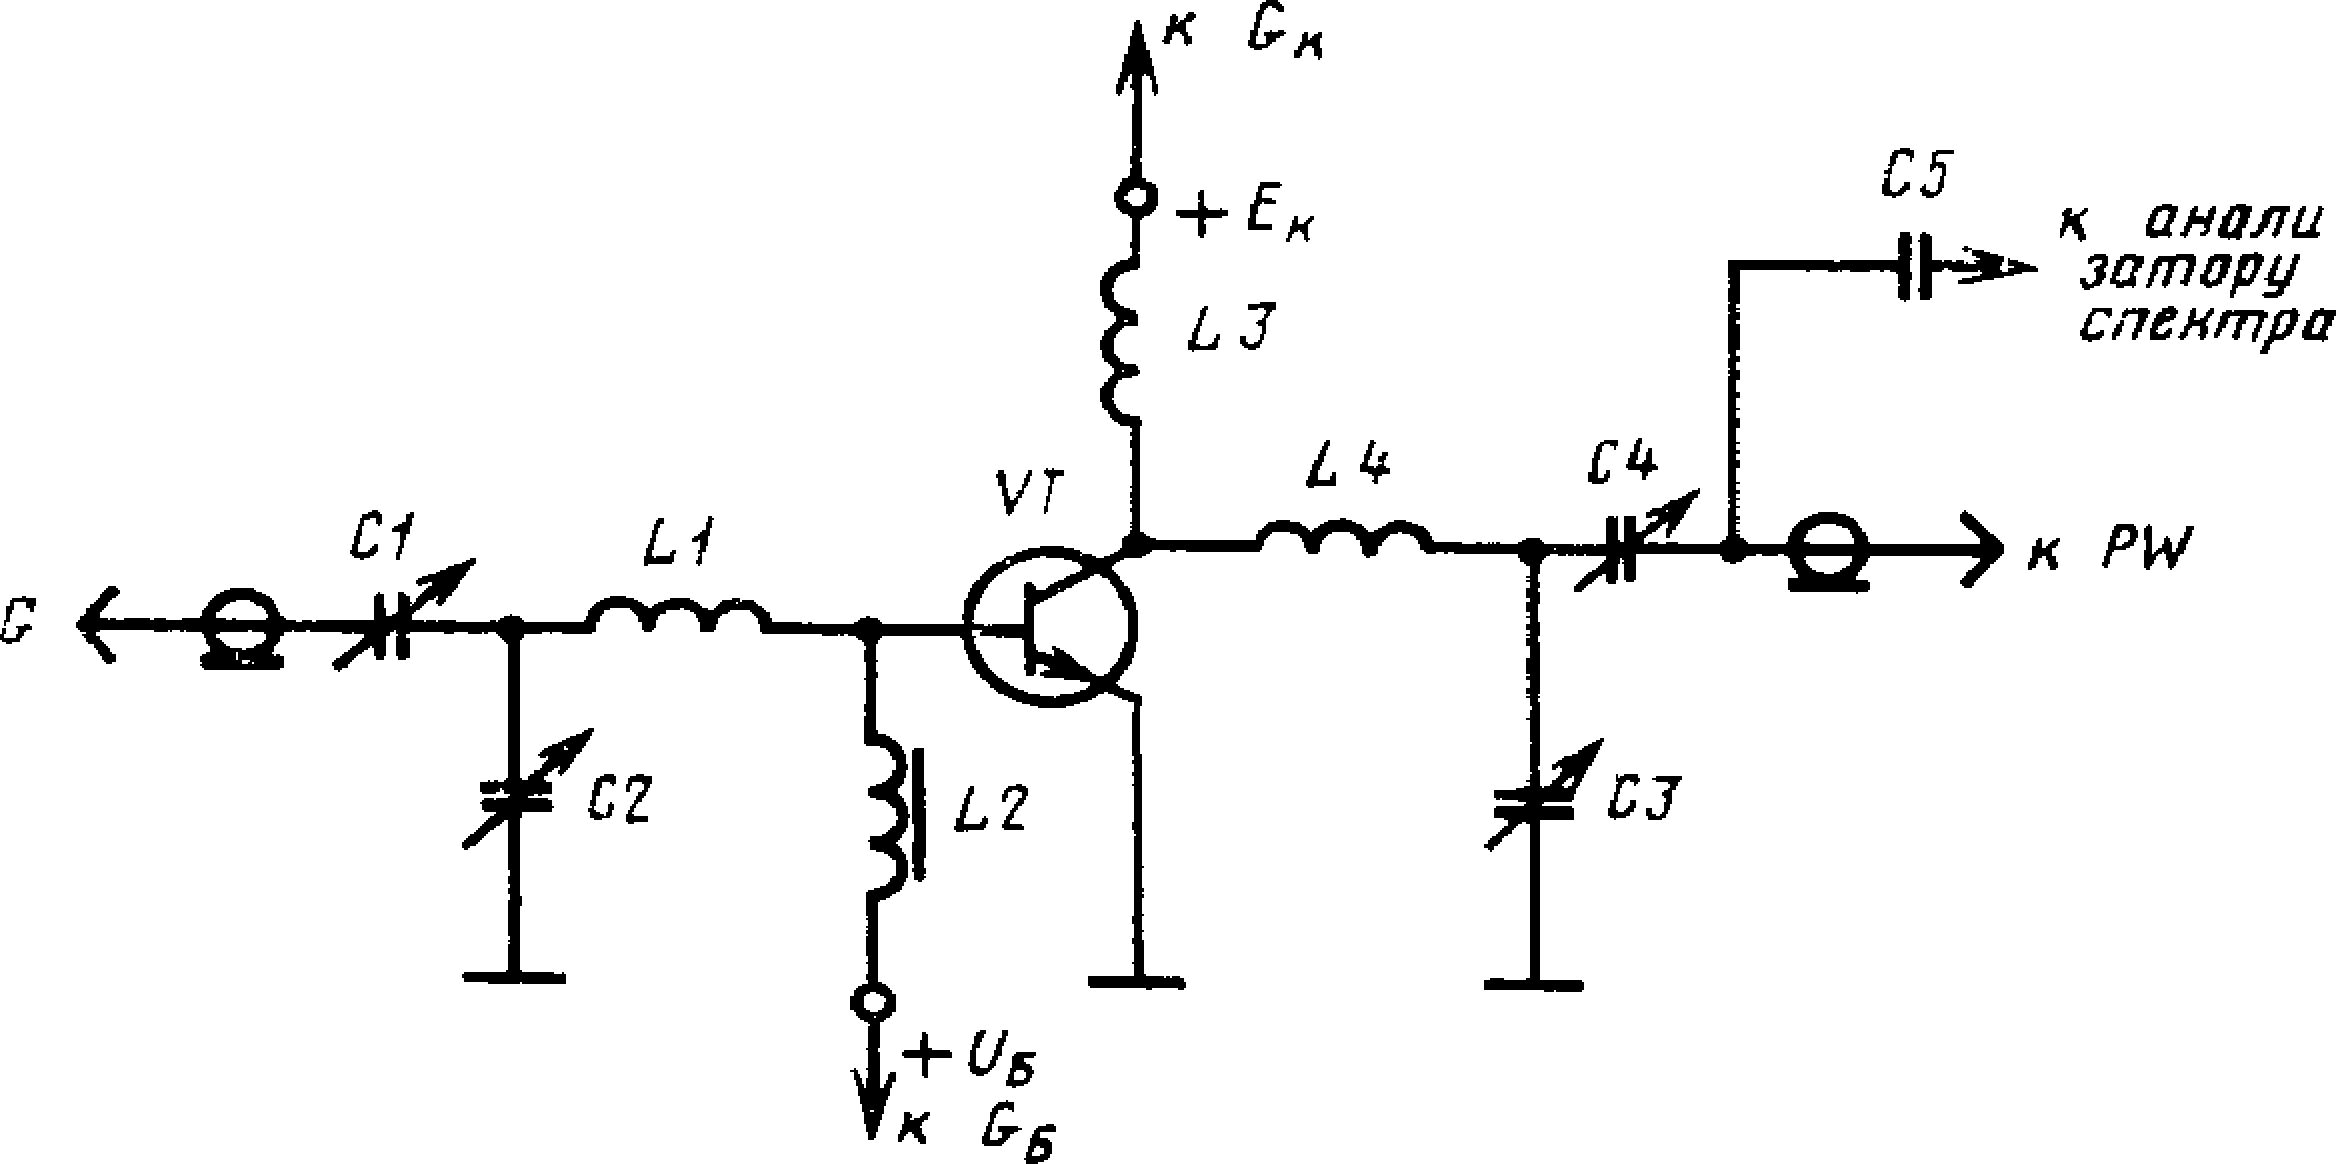 к Gк
+ Eк
C5
к анали
затору
спектра
L3
L4
C4
VT
C1
L1
к PW
G
C2
L2
C3
+ UБ
к GБ